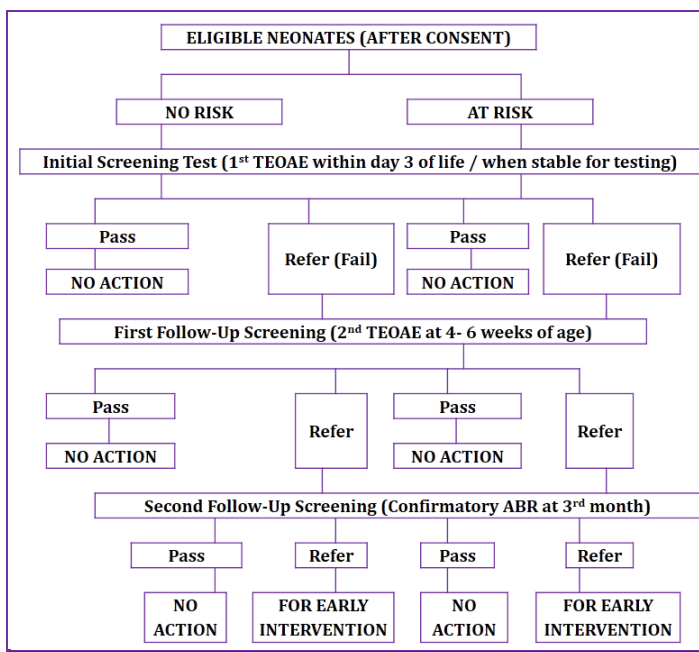 ELIGIBLE NEONATES (AFTER CONSENT)
NO RISK
AT RISK
Initial Screening Test (1st TEOAE within day 3 of life / when stable for testing)
Pass
Refer (Fail)
Pass
Refer (Fail)
NO ACTION
NO ACTION
First Follow-Up Screening (2nd TEOAE at 4- 6 weeks of age)
Pass
Refer
Pass
Refer
NO ACTION
NO ACTION
Second Follow-Up Screening (Confirmatory ABR at 3rd month)
Pass
Refer
Pass
Refer
NO
ACTION
FOR EARLY
INTERVENTION
NO
ACTION
FOR EARLY
INTERVENTION